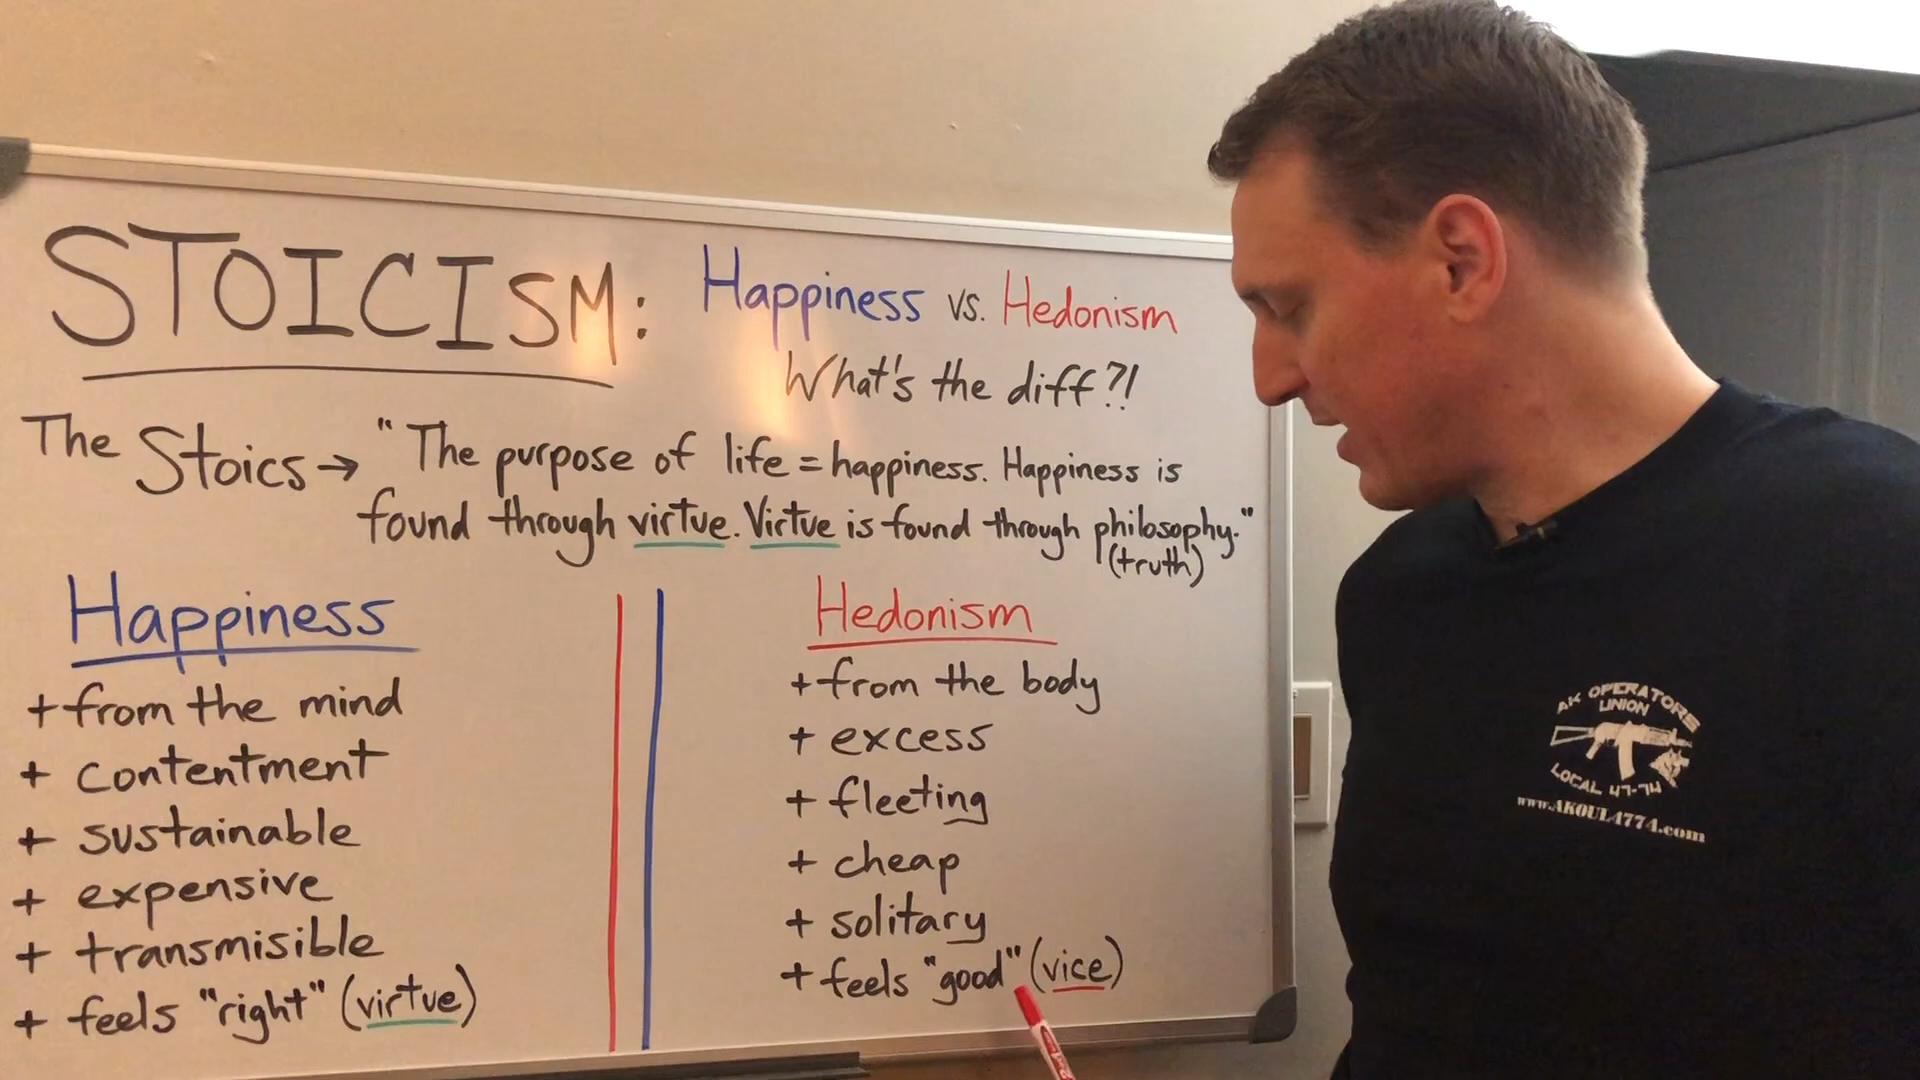 STOICISM: Happiness vs. Hedonism
What's the diff?!
The Stoics → "The purpose of life = happiness. Happiness is
found through virtue. Virtue is found through philosophy."
(truth)
Happiness
+ from the mind
+ contentment
+ sustainable
+ expensive
+ transmisible
+ feels "right" (virtue)
Hedonism
+ from the body
+ excess
+ fleeting
+ cheap
+ solitary
+ feels "good" (vice)
AK OPERATORS
UNION
LOCAL 47-74
www.AKOUL4774.com